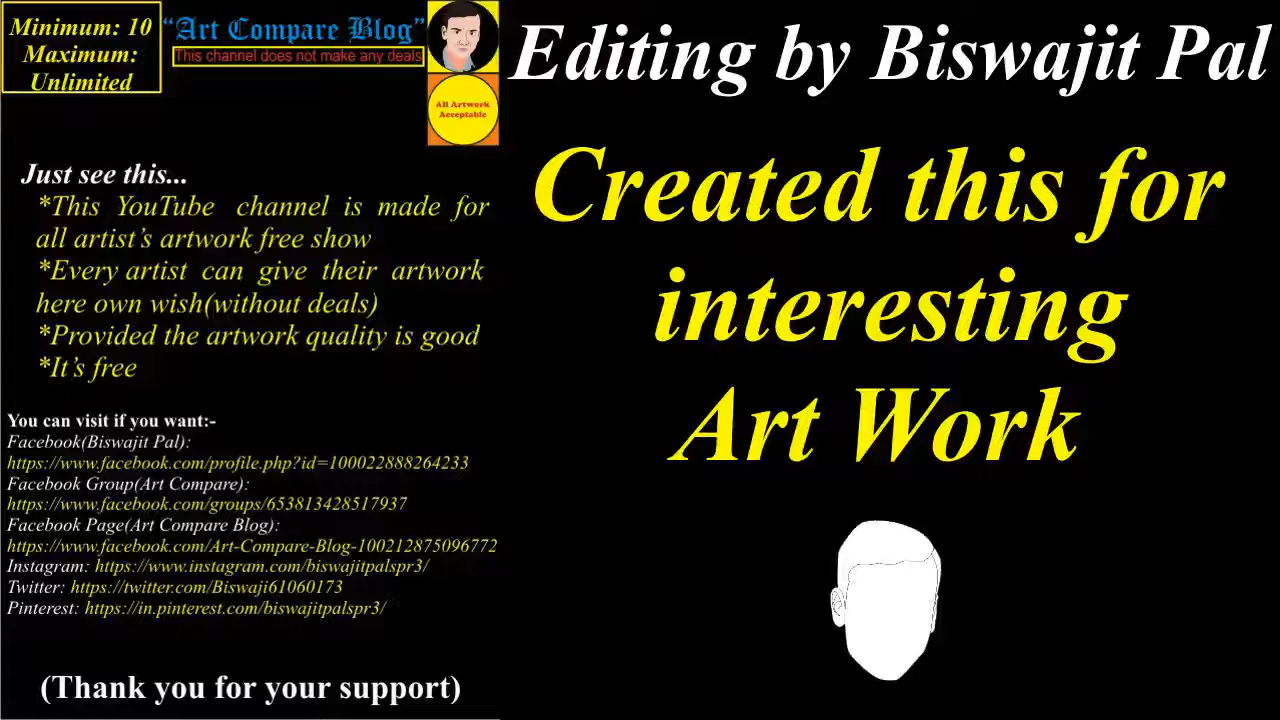 Minimum: 10
Maximum:
Unlimited
“Art Compare Blog”
This channel does not make any deals
All Artwork
Acceptable
Just see this...
*This YouTube channel is made for
all artist’s artwork free show
*Every artist can give their artwork
here own wish(without deals)
*Provided the artwork quality is good
*It’s free
You can visit if you want:-
Facebook(Biswajit Pal):
https://www.facebook.com/profile.php?id=100022888264233
Facebook Group(Art Compare):
https://www.facebook.com/groups/653813428517937
Facebook Page(Art Compare Blog):
https://www.facebook.com/Art-Compare-Blog-100212875096772
Instagram: https://www.instagram.com/biswajitpalspr3/
Twitter: https://twitter.com/Biswaji61060173
Pinterest: https://in.pinterest.com/biswajitpalspr3/
(Thank you for your support)
Editing by Biswajit Pal
Created this for
interesting
Art Work